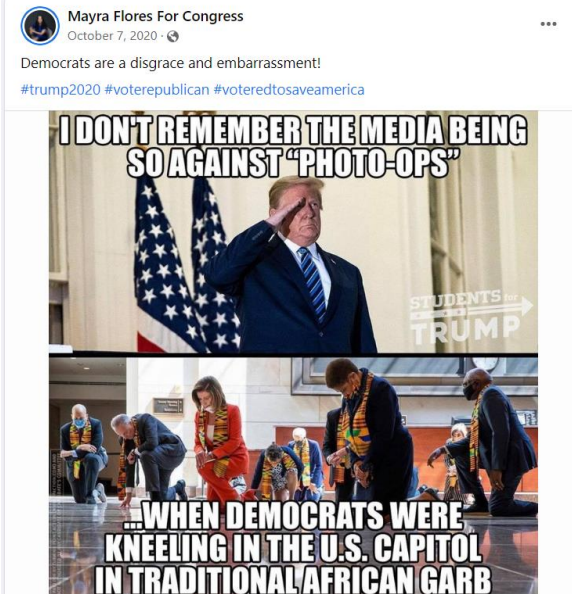 Mayra Flores For Congress
October 7, 2020 ·
Democrats are a disgrace and embarrassment!
#trump2020 #voterepublican #voteredtosaveamerica
I DON'T REMEMBER THE MEDIA BEING
SO AGAINST “PHOTO-OPS”
STUDENTS for
TRUMP
...WHEN DEMOCRATS WERE
KNEELING IN THE U.S. CAPITOL
IN TRADITIONAL AFRICAN GARB